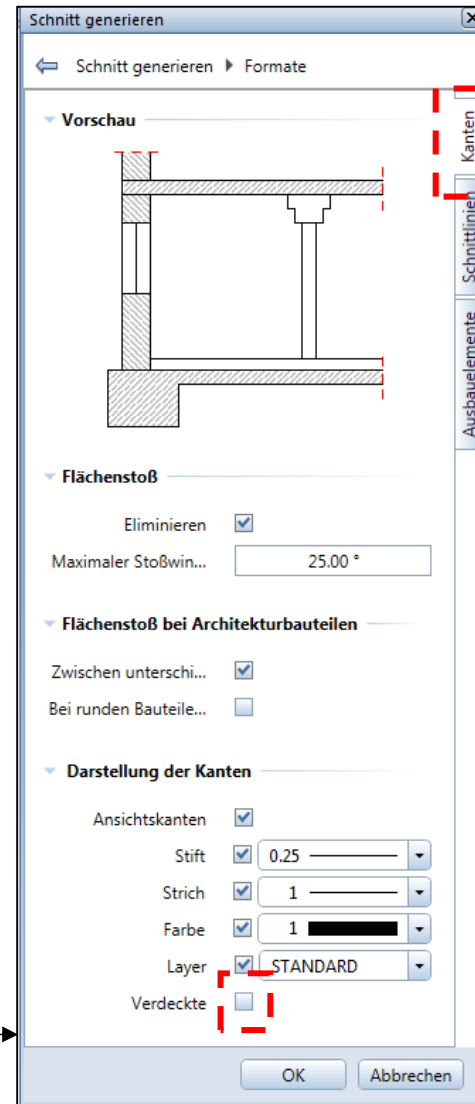 Schnitt generieren
Schnitt generieren Formate
Vorschau
Kanten
Schnittlinien
Ausbauelemente
Flächenstoß
Eliminieren
Maximaler Stoßwin... 25.00 °
Flächenstoß bei Architekturbauteilen
Zwischen unterschi...
Bei runden Bauteile...
Darstellung der Kanten
Ansichtskanten
Stift 0.25
Strich 1
Farbe 1
Layer STANDARD
Verdeckte
OK Abbrechen